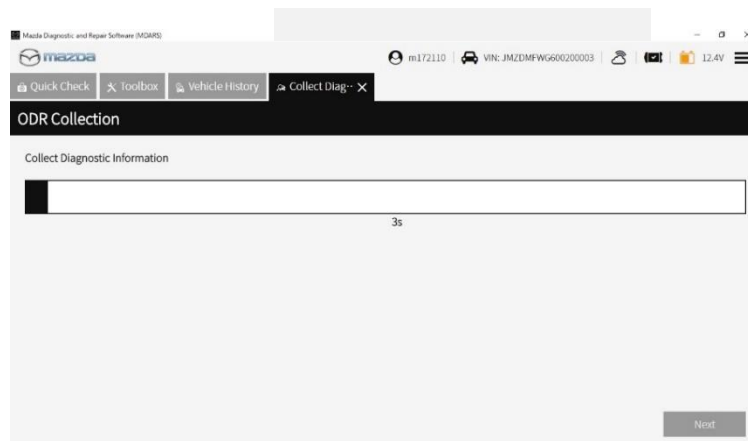 Mazda Diagnostic and Repair Software (MDARS)
mazda m172110 VIN: JMZDMFWG600200003 12.4V
Quick Check Toolbox Vehicle History Collect Diag··
ODR Collection
Collect Diagnostic Information
3s
Next